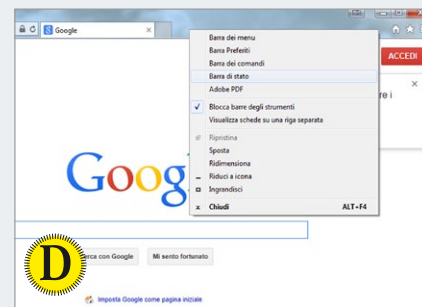 Google
Barra dei menu
Barra Preferiti
Barra dei comandi
Barra di stato
Adobe PDF
Blocca barre degli strumenti
Visualizza schede su una riga separata
Ripristina
Sposta
Ridimensiona
Riduci a icona
Ingrandisci
Chiudi ALT+F4
ACCEDI
re i
Goog
erca con Google
Mi sento fortunato
D
Imposta Google come pagina iniziale